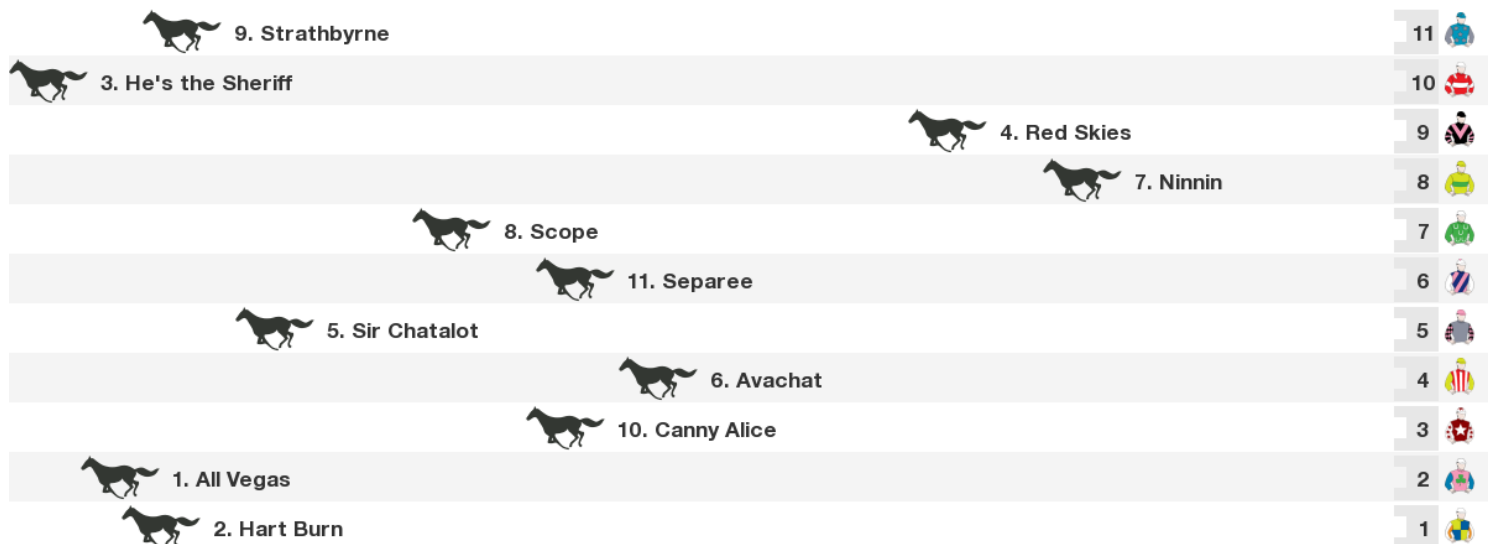 9. Strathbyrne 11
3. He's the Sheriff 10
4. Red Skies 9
7. Ninnin 8
8. Scope 7
11. Separee 6
5. Sir Chatalot 5
6. Avachat 4
10. Canny Alice 3
1. All Vegas 2
2. Hart Burn 1